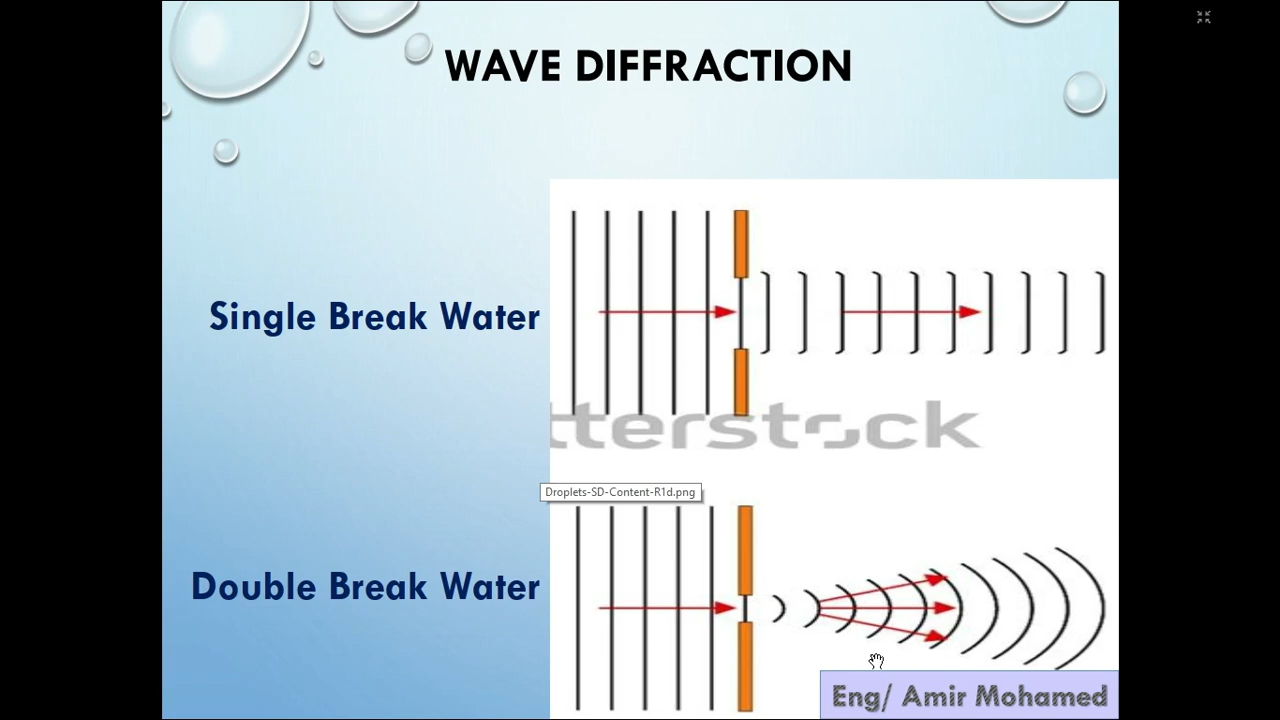 WAVE DIFFRACTION
Single Break Water
tterstock
Droplets-SD-Content-R1d.png
Double Break Water
Eng/ Amir Mohamed